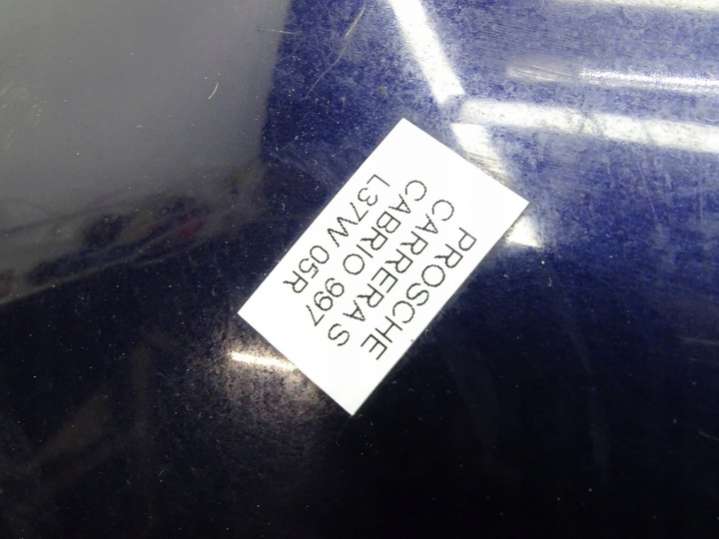 PROSCHE
CARRERA S
CABRIO 997
L37W 05R